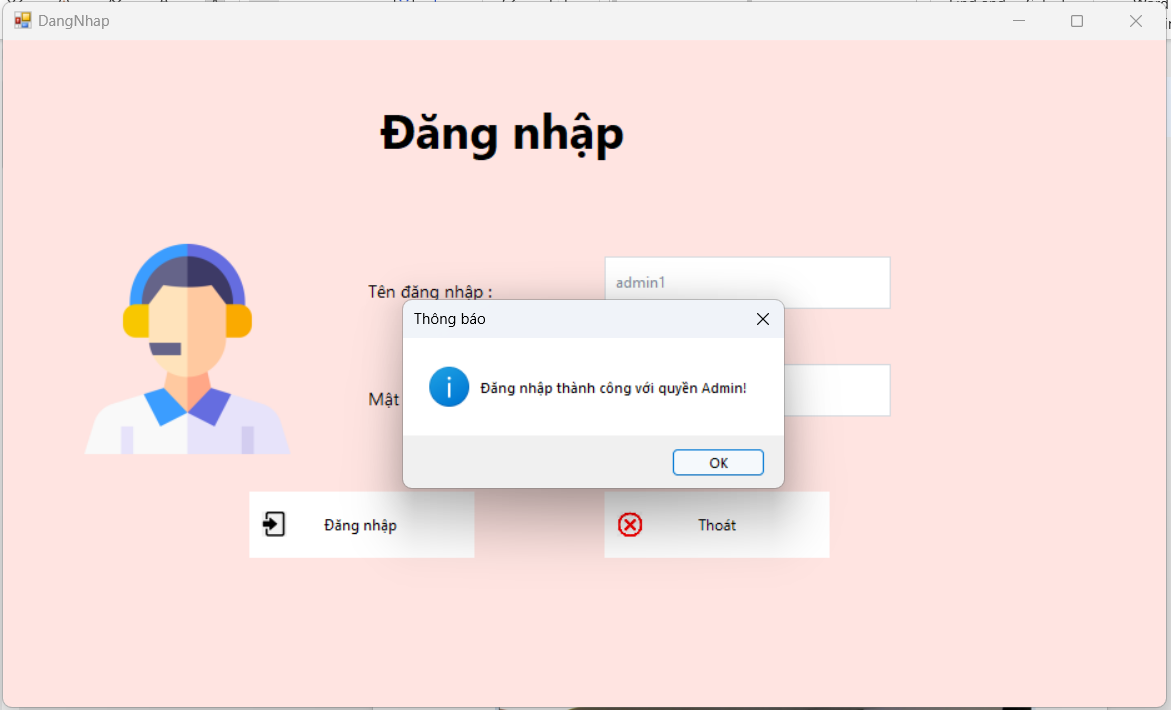 DangNhap
Đăng nhập
Tên đăng nhập :
admin1
Thông báo
Đăng nhập thành công với quyền Admin!
Mật
OK
Đăng nhập
Thoát